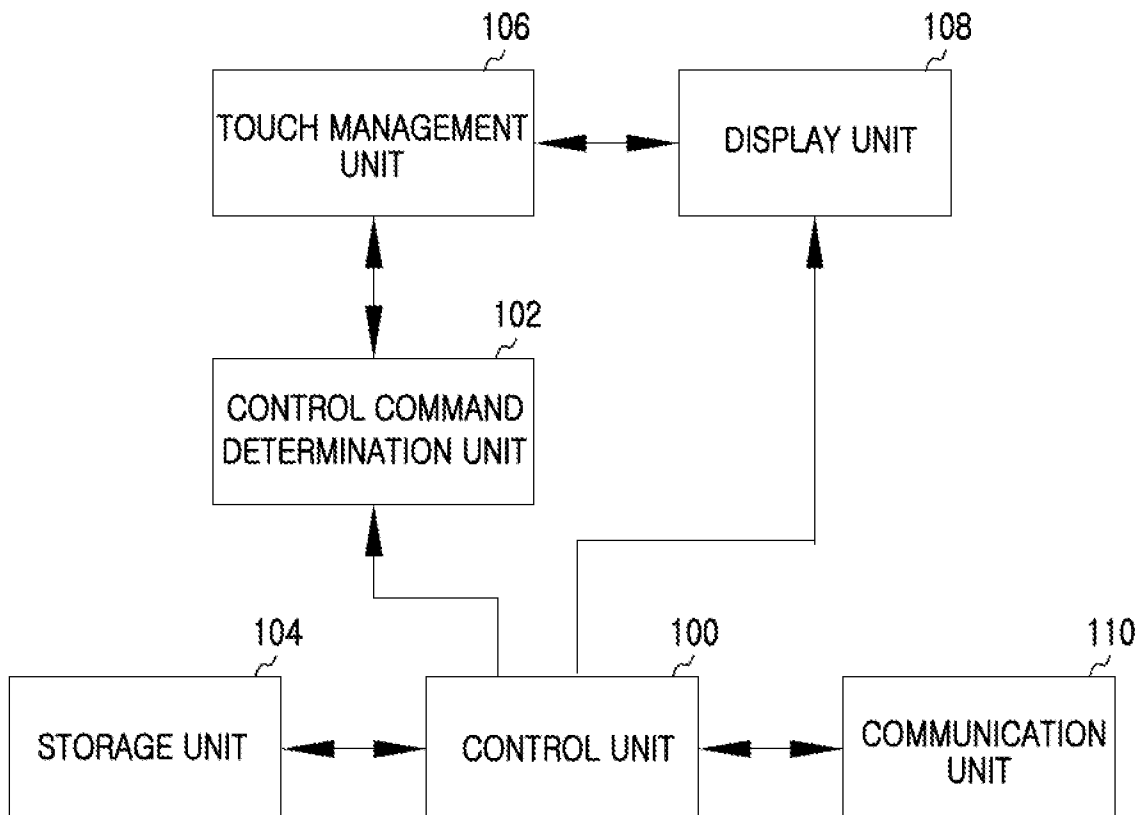 106
TOUCH MANAGEMENT
UNIT
108
DISPLAY UNIT
102
CONTROL COMMAND
DETERMINATION UNIT
104
STORAGE UNIT
100
CONTROL UNIT
110
COMMUNICATION
UNIT